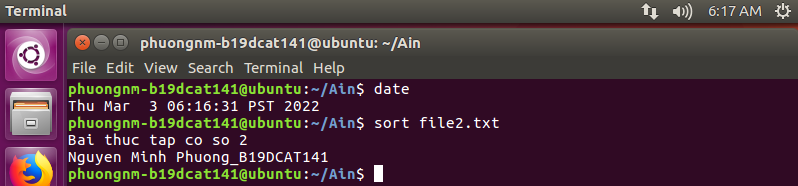 Terminal
6:17 AM
phuongnm-b19dcat141@ubuntu: ~/Ain
File Edit View Search Terminal Help
phuongnm-b19dcat141@ubuntu:~/Ain$ date
Thu Mar  3 06:16:31 PST 2022
phuongnm-b19dcat141@ubuntu:~/Ain$ sort file2.txt
Bai thuc tap co so 2
Nguyen Minh Phuong_B19DCAT141
phuongnm-b19dcat141@ubuntu:~/Ain$